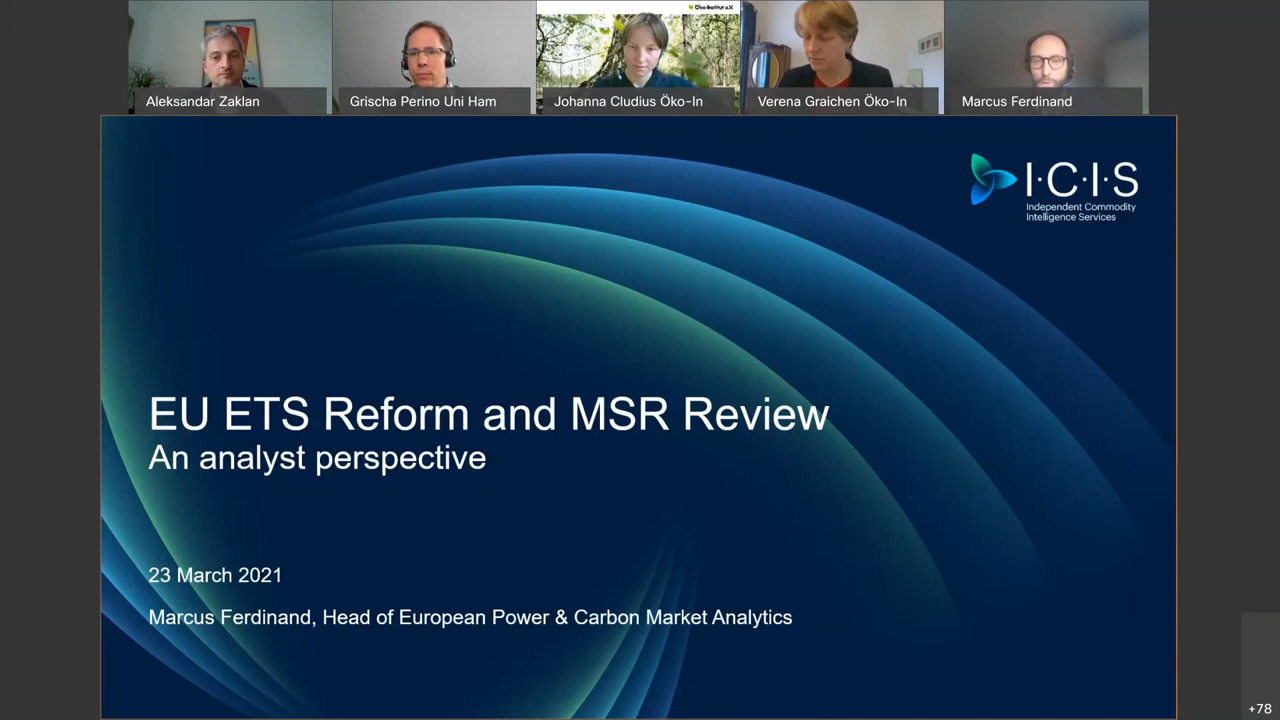 Öko-Institut e.V.
Aleksandar Zaklan
Grischa Perino Uni Ham
Johanna Cludius Öko-In
Verena Graichen Öko-In
Marcus Ferdinand
I·C·I·S
Independent Commodity
Intelligence Services
EU ETS Reform and MSR Review
An analyst perspective
23 March 2021
Marcus Ferdinand, Head of European Power & Carbon Market Analytics
+78